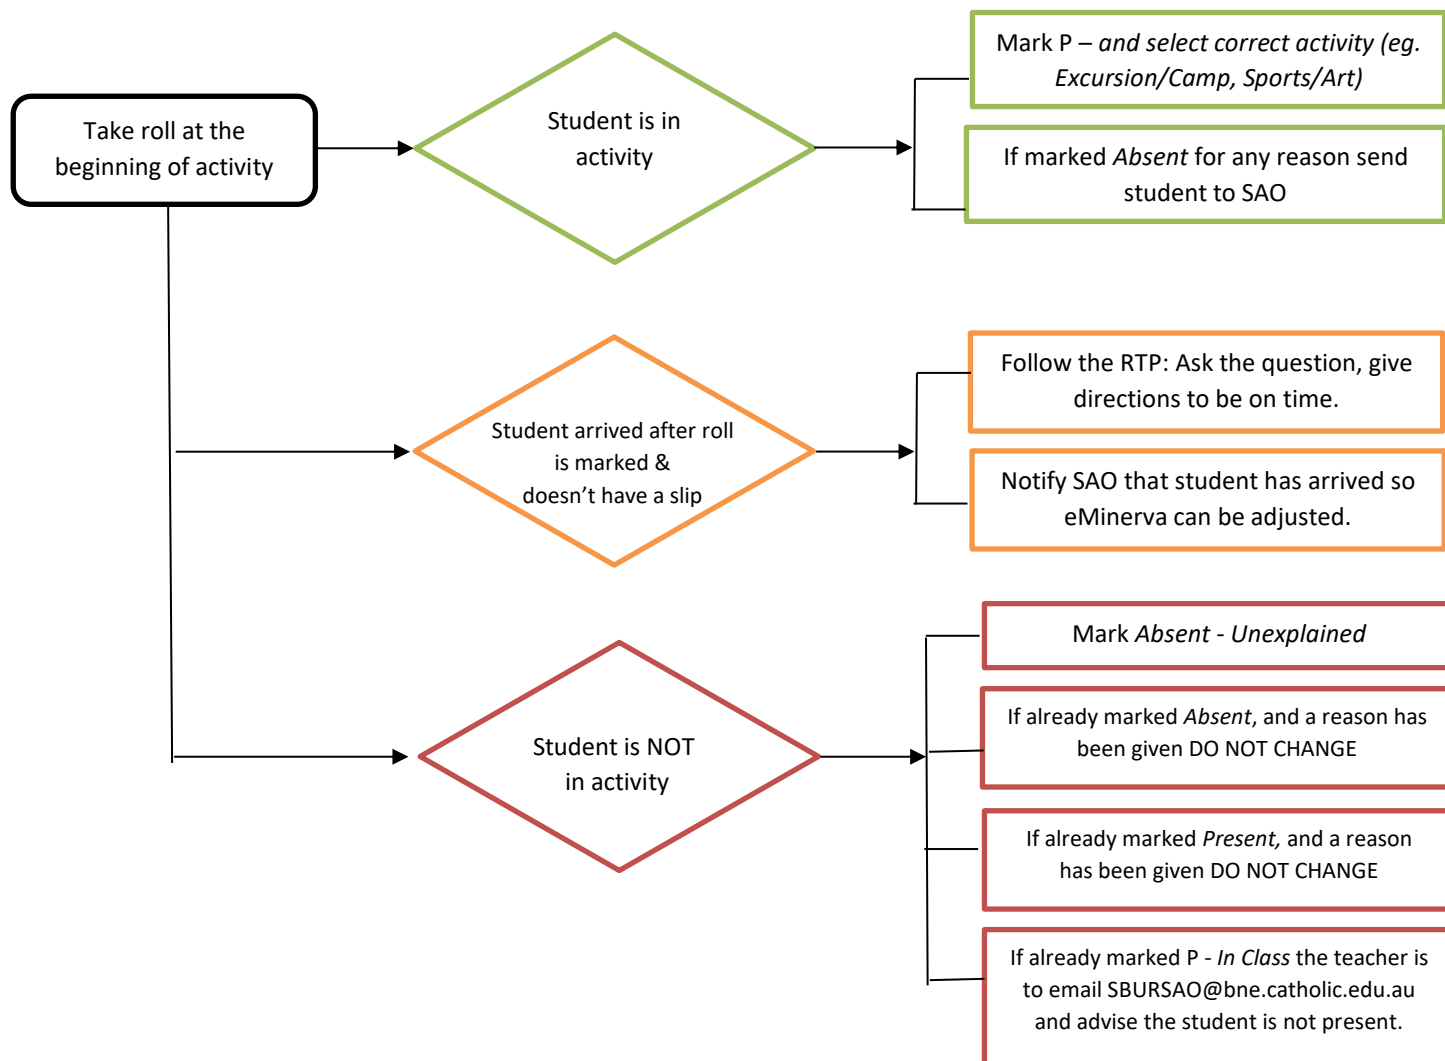 Take roll at the
beginning of activity
Student is in
activity
Mark P – and select correct activity (eg.
Excursion/Camp, Sports/Art)
If marked Absent for any reason send
student to SAO
Student arrived after roll
is marked &
doesn’t have a slip
Follow the RTP: Ask the question, give
directions to be on time.
Notify SAO that student has arrived so
eMinerva can be adjusted.
Student is NOT
in activity
Mark Absent - Unexplained
If already marked Absent, and a reason has
been given DO NOT CHANGE
If already marked Present, and a reason
has been given DO NOT CHANGE
If already marked P - In Class the teacher is
to email SBURSAO@bne.catholic.edu.au
and advise the student is not present.